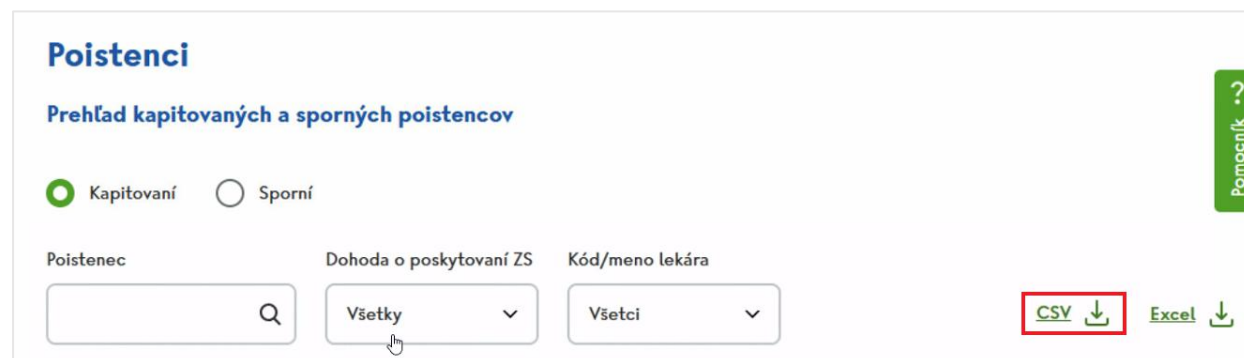 Poistenci
Prehľad kapitovaných a sporných poistencov
? Pomocník
Kapitovaní Sporní
Poistenec Dohoda o poskytovaní ZS Kód/meno lekára
Všetky Všetci CSV Excel